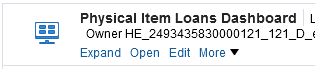 Physical Item Loans Dashboard
Owner HE_2493435830000121_121_D_
Expand Open Edit More